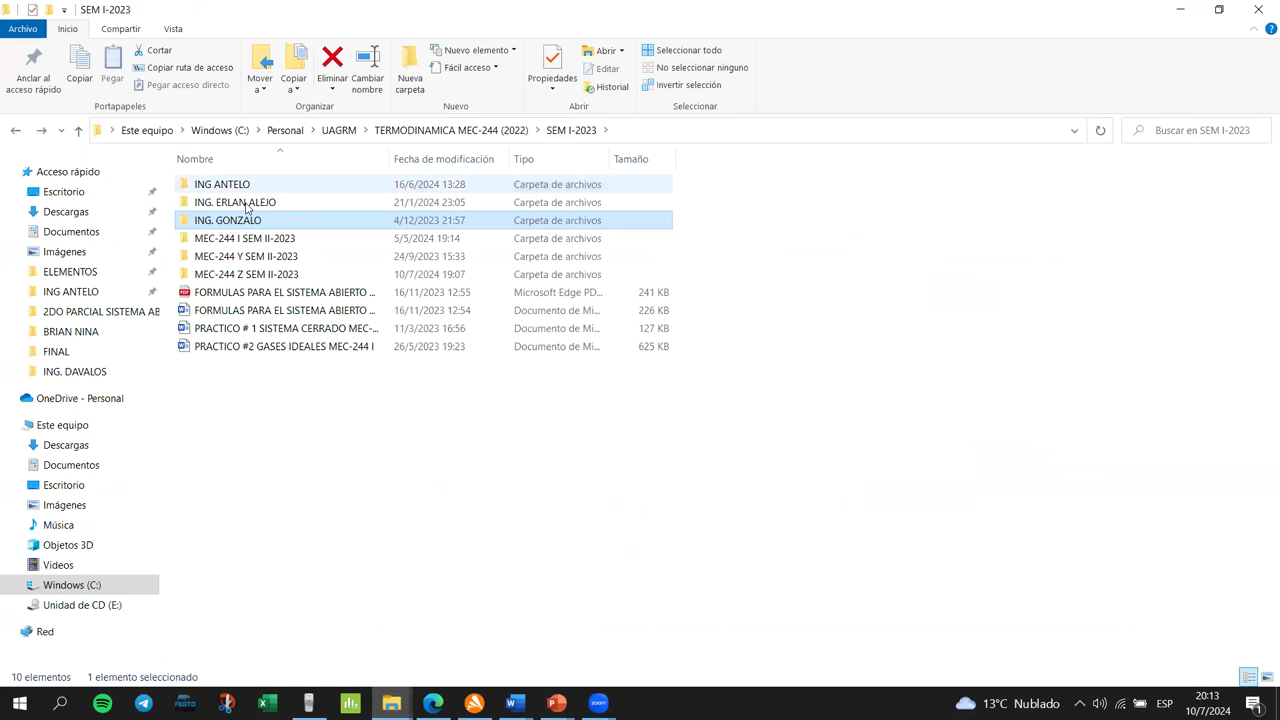 SEM I-2023
Archivo Inicio Compartir Vista
Anclar al acceso rápido
Copiar
Pegar
Cortar
Copiar ruta de acceso
Pegar acceso directo
Portapapeles
Mover a
Copiar a
Eliminar
Cambiar nombre
Organizar
Nueva carpeta
Nuevo elemento
Fácil acceso
Nuevo
Propiedades
Abrir
Editar
Historial
Abrir
Seleccionar todo
No seleccionar ninguno
Invertir selección
Seleccionar
Este equipo > Windows (C:) > Personal > UAGRM > TERMODINAMICA MEC-244 (2022) > SEM I-2023 >
Buscar en SEM I-2023
Acceso rápido
Escritorio
Descargas
Documentos
Imágenes
ELEMENTOS
ING ANTELO
2DO PARCIAL SISTEMA AB
BRIAN NINA
FINAL
ING. DAVALOS
OneDrive - Personal
Este equipo
Descargas
Documentos
Escritorio
Imágenes
Música
Objetos 3D
Videos
Windows (C:)
Unidad de CD (E:)
Red
Nombre Fecha de modificación Tipo Tamaño
ING ANTELO 16/6/2024 13:28 Carpeta de archivos
ING. ERLAN ALEJO 21/1/2024 23:05 Carpeta de archivos
ING. GONZALO 4/12/2023 21:57 Carpeta de archivos
MEC-244 I SEM II-2023 5/5/2024 19:14 Carpeta de archivos
MEC-244 Y SEM II-2023 24/9/2023 15:33 Carpeta de archivos
MEC-244 Z SEM II-2023 10/7/2024 19:07 Carpeta de archivos
FORMULAS PARA EL SISTEMA ABIERTO ... 16/11/2023 12:55 Microsoft Edge PD... 241 KB
FORMULAS PARA EL SISTEMA ABIERTO ... 16/11/2023 12:54 Documento de Mi... 226 KB
PRACTICO # 1 SISTEMA CERRADO MEC-... 11/3/2023 16:56 Documento de Mi... 127 KB
PRACTICO #2 GASES IDEALES MEC-244 I 26/5/2023 19:23 Documento de Mi... 625 KB
10 elementos 1 elemento seleccionado
FESTO
zoom
13°C Nublado
ESP
20:13
10/7/2024
1